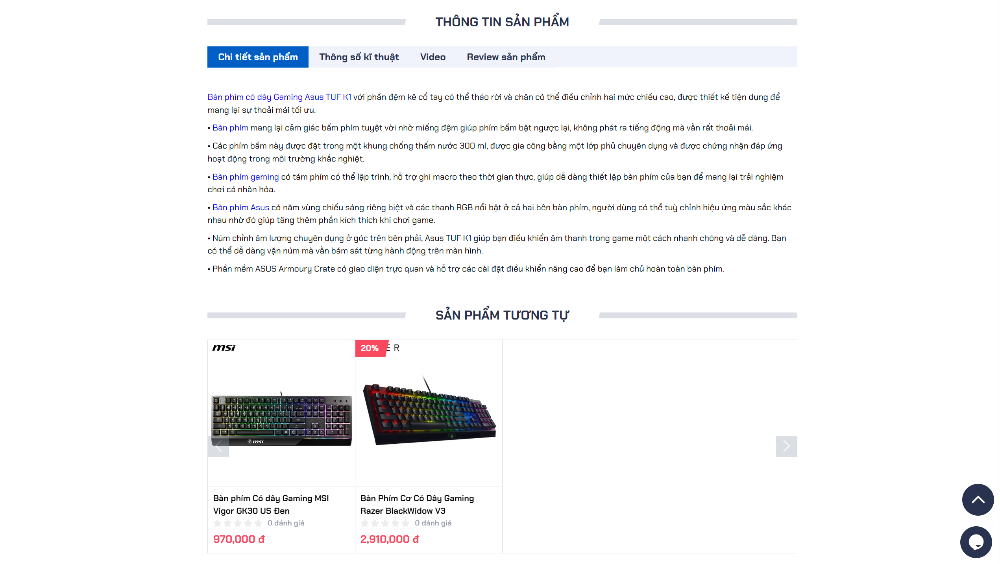 THÔNG TIN SẢN PHẨM
Chi tiết sản phẩm Thông số kĩ thuật Video Review sản phẩm
Bàn phím có dây Gaming Asus TUF K1 với phần đệm kê cổ tay có thể tháo rời và chân có thể điều chỉnh hai mức chiều cao, được thiết kế tiện dụng để
mang lại sự thoải mái tối ưu.
• Bàn phím mang lại cảm giác bấm phím tuyệt vời nhờ miếng đệm giúp phím bấm bật ngược lại, không phát ra tiếng động mà vẫn rất thoải mái.
• Các phím bấm này được đặt trong một khung chống thấm nước 300 ml, được gia công bằng một lớp phủ chuyên dụng và được chứng nhận đáp ứng
hoạt động trong môi trường khắc nghiệt.
• Bàn phím gaming có tám phím có thể lập trình, hỗ trợ ghi macro theo thời gian thực, giúp dễ dàng thiết lập bàn phím của bạn để mang lại trải nghiệm
chơi cá nhân hóa.
• Bàn phím Asus có năm vùng chiếu sáng riêng biệt và các thanh RGB nổi bật ở cả hai bên bàn phím, người dùng có thể tuỳ chỉnh hiệu ứng màu sắc khác
nhau nhờ đó giúp tăng thêm phần kích thích khi chơi game.
• Núm chỉnh âm lượng chuyên dụng ở góc trên bên phải, Asus TUF K1 giúp bạn điều khiển âm thanh trong game một cách nhanh chóng và dễ dàng. Bạn
có thể dễ dàng vặn núm mà vẫn bám sát từng hành động trên màn hình.
• Phần mềm ASUS Armoury Crate có giao diện trực quan và hỗ trợ các cài đặt điều khiển nâng cao để bạn làm chủ hoàn toàn bàn phím.
SẢN PHẨM TƯƠNG TỰ
msi
msi
Bàn phím Có dây Gaming MSI
Vigor GK30 US Đen
0 đánh giá
970,000 đ
20% E R
Bàn Phím Cơ Có Dây Gaming
Razer BlackWidow V3
0 đánh giá
2,910,000 đ